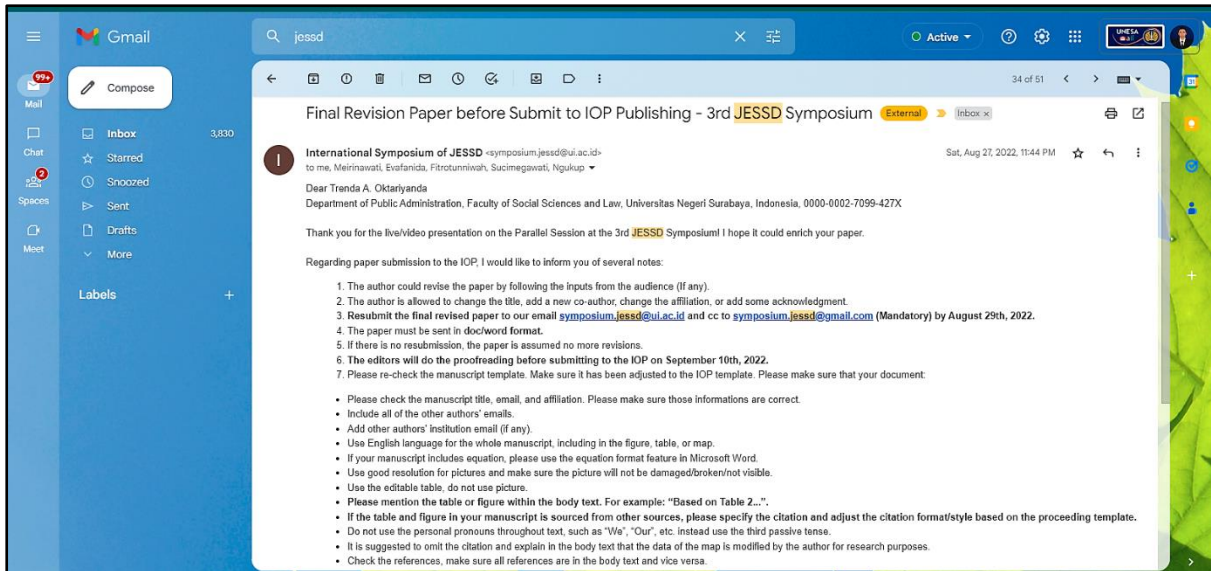 Gmail
jessd
Active
UNESA
99+
Mail
Compose
34 of 51
31
Final Revision Paper before Submit to IOP Publishing - 3rd JESSD Symposium External Inbox ×
Inbox 3,830
Chat
Starred
I
International Symposium of JESSD <symposium.jessd@ui.ac.id>
Sat, Aug 27, 2022, 11:44 PM
to me, Meirinawati, Evafanida, Fitrotunniwah, Sucimegawati, Ngukup
2
Snoozed
Spaces
Sent
Dear Trenda A. Oktariyanda
Department of Public Administration, Faculty of Social Sciences and Law, Universitas Negeri Surabaya, Indonesia, 0000-0002-7099-427X
Drafts
Meet
More
Thank you for the live/video presentation on the Parallel Session at the 3rd JESSD Symposium! I hope it could enrich your paper.
Regarding paper submission to the IOP, I would like to inform you of several notes:
Labels
1. The author could revise the paper by following the inputs from the audience (If any).
2. The author is allowed to change the title, add a new co-author, change the affiliation, or add some acknowledgment.
3. Resubmit the final revised paper to our email symposium.jessd@ui.ac.id and cc to symposium.jessd@gmail.com (Mandatory) by August 29th, 2022.
4. The paper must be sent in doc/word format.
5. If there is no resubmission, the paper is assumed no more revisions.
6. The editors will do the proofreading before submitting to the IOP on September 10th, 2022.
7. Please re-check the manuscript template. Make sure it has been adjusted to the IOP template. Please make sure that your document:
• Please check the manuscript title, email, and affiliation. Please make sure those informations are correct.
• Include all of the other authors' emails.
• Add other authors' institution email (if any).
• Use English language for the whole manuscript, including in the figure, table, or map.
• If your manuscript includes equation, please use the equation format feature in Microsoft Word.
• Use good resolution for pictures and make sure the picture will not be damaged/broken/not visible.
• Use the editable table, do not use picture.
• Please mention the table or figure within the body text. For example: “Based on Table 2...”.
• If the table and figure in your manuscript is sourced from other sources, please specify the citation and adjust the citation format/style based on the proceeding template.
• Do not use the personal pronouns throughout text, such as “We”, “Our”, etc. instead use the third passive tense.
• It is suggested to omit the citation and explain in the body text that the data of the map is modified by the author for research purposes.
• Check the references, make sure all references are in the body text and vice versa.